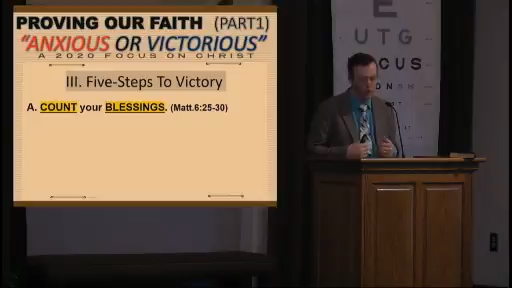 PROVING OUR FAITH (PART1)
"ANXIOUS OR VICTORIOUS"
A 2020 FOCUS ON CHRIST
III. Five-Steps To Victory
A. COUNT your BLESSINGS. (Matt.6:25-30)
E
UTG
FOCUS